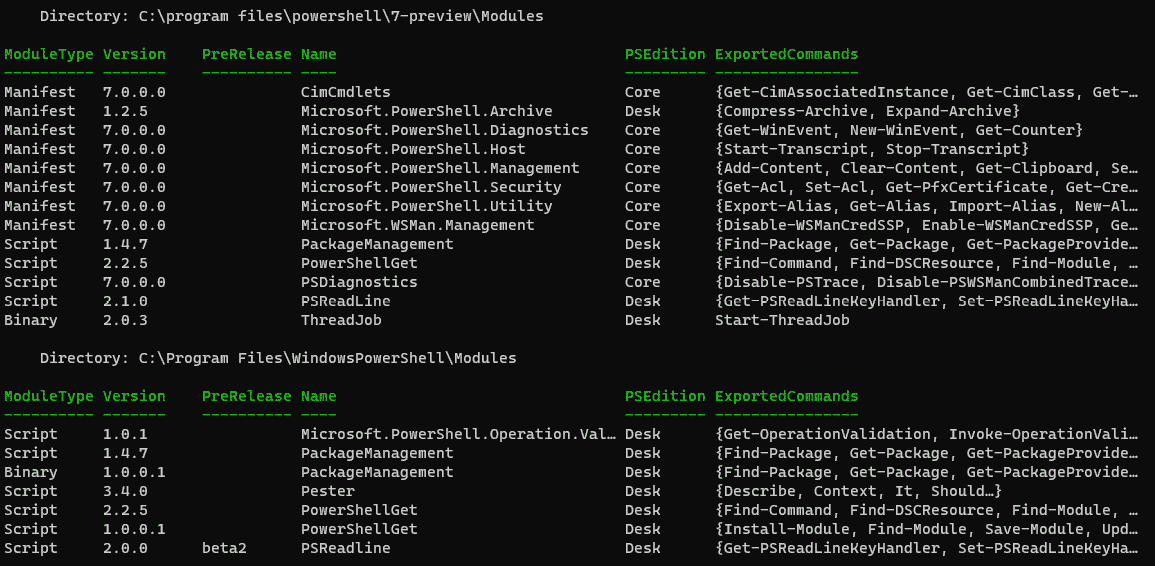 Directory: C:\program files\powershell\7-preview\Modules
ModuleType Version    PreRelease Name                                PSEdition ExportedCommands
---------- -------    ---------- ----                                --------- ----------------
Manifest   7.0.0.0               CimCmdlets                          Core      {Get-CimAssociatedInstance, Get-CimClass, Get-…
Manifest   1.2.5                 Microsoft.PowerShell.Archive        Desk      {Compress-Archive, Expand-Archive}
Manifest   7.0.0.0               Microsoft.PowerShell.Diagnostics    Core      {Get-WinEvent, New-WinEvent, Get-Counter}
Manifest   7.0.0.0               Microsoft.PowerShell.Host           Core      {Start-Transcript, Stop-Transcript}
Manifest   7.0.0.0               Microsoft.PowerShell.Management     Core      {Add-Content, Clear-Content, Get-Clipboard, Se…
Manifest   7.0.0.0               Microsoft.PowerShell.Security       Core      {Get-Acl, Set-Acl, Get-PfxCertificate, Get-Cre…
Manifest   7.0.0.0               Microsoft.PowerShell.Utility        Core      {Export-Alias, Get-Alias, Import-Alias, New-Al…
Manifest   7.0.0.0               Microsoft.WSMan.Management          Core      {Disable-WSManCredSSP, Enable-WSManCredSSP, Ge…
Script     1.4.7                 PackageManagement                   Desk      {Find-Package, Get-Package, Get-PackageProvide…
Script     2.2.5                 PowerShellGet                       Desk      {Find-Command, Find-DSCResource, Find-Module, …
Script     7.0.0.0               PSDiagnostics                       Core      {Disable-PSTrace, Disable-PSWSManCombinedTrace…
Script     2.1.0                 PSReadLine                          Desk      {Get-PSReadLineKeyHandler, Set-PSReadLineKeyHa…
Binary     2.0.3                 ThreadJob                           Desk      Start-ThreadJob
Directory: C:\Program Files\WindowsPowerShell\Modules
ModuleType Version    PreRelease Name                                PSEdition ExportedCommands
---------- -------    ---------- ----                                --------- ----------------
Script     1.0.1                 Microsoft.PowerShell.Operation.Val… Desk      {Get-OperationValidation, Invoke-OperationVali…
Script     1.4.7                 PackageManagement                   Desk      {Find-Package, Get-Package, Get-PackageProvide…
Binary     1.0.0.1               PackageManagement                   Desk      {Find-Package, Get-Package, Get-PackageProvide…
Script     3.4.0                 Pester                              Desk      {Describe, Context, It, Should…}
Script     2.2.5                 PowerShellGet                       Desk      {Find-Command, Find-DSCResource, Find-Module, …
Script     1.0.0.1               PowerShellGet                       Desk      {Install-Module, Find-Module, Save-Module, Upd…
Script     2.0.0      beta2      PSReadline                          Desk      {Get-PSReadLineKeyHandler, Set-PSReadLineKeyHa…